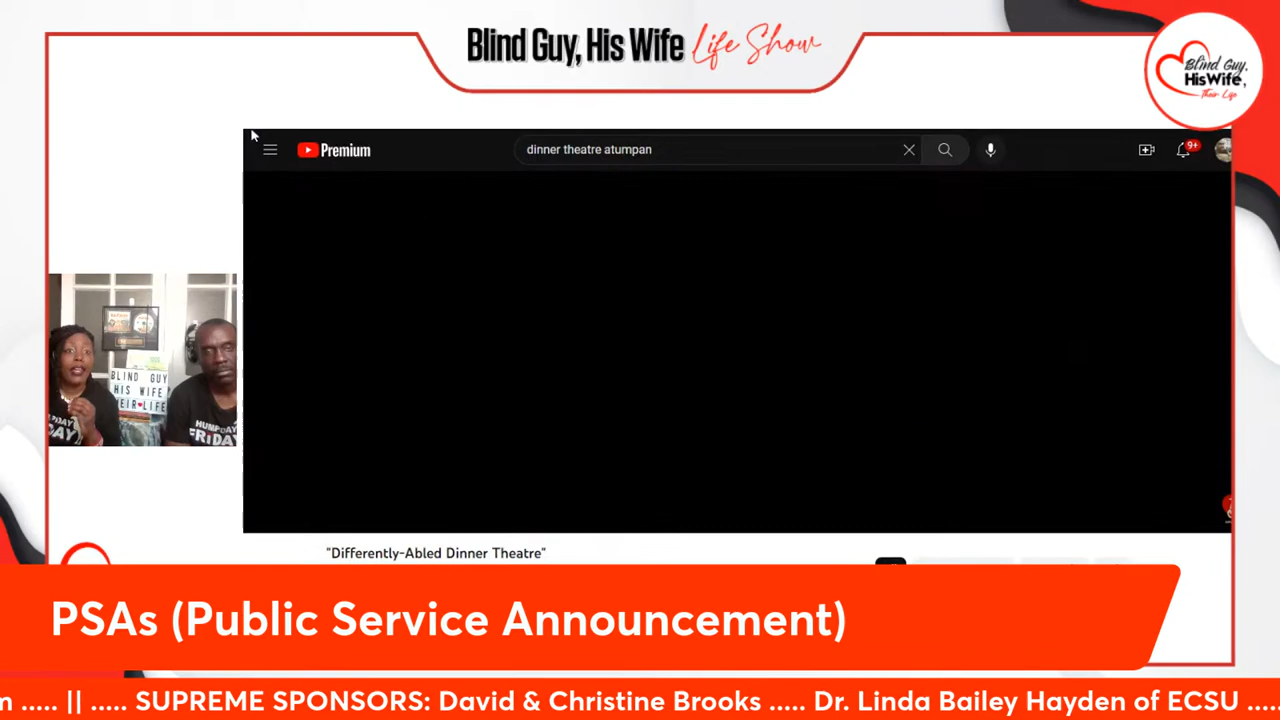 Blind Guy, His Wife Life Show
Blind Guy,
His Wife,
Their Life
Premium
dinner theatre atumpan
9+
BLIND GUY
HIS WIFE
HUMPDAY
FRIDAY
"Differently-Abled Dinner Theatre"
PSAs (Public Service Announcement)
..... || ..... SUPREME SPONSORS: David & Christine Brooks ..... Dr. Linda Bailey Hayden of ECSU .....